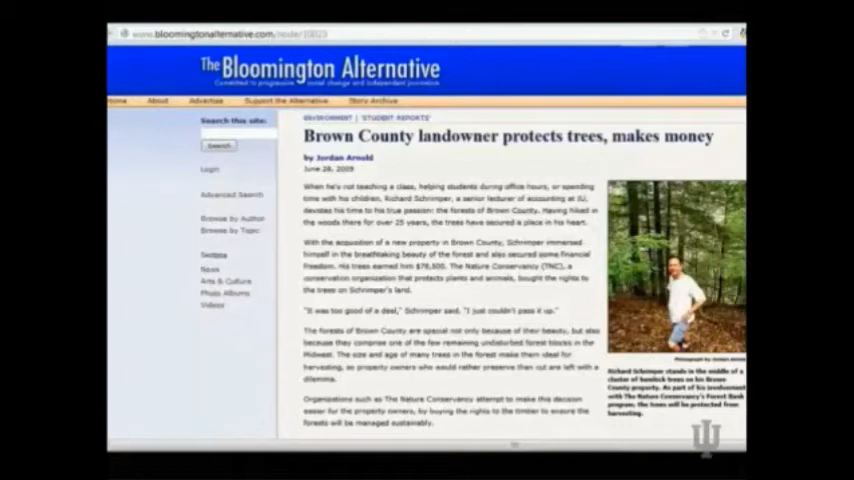 www.bloomingtonalternative.com/node/10023
The Bloomington Alternative
Committed to progressive social change and independent journalism
Home About Advertise Support the Alternative Story Archive
Search this site:
Search
Login
Advanced Search
Browse by Author
Browse by Topic
News
Arts & Culture
Photo Albums
Videos
ENVIRONMENT | 'STUDENT REPORTS'
Brown County landowner protects trees, makes money
by Jordan Arnold
June 28, 2009
When he's not teaching a class, helping students during office hours, or spending
time with his children, Richard Schrimper, a senior lecturer of accounting at IU,
devotes his time to his true passion: the forests of Brown County. Having hiked in
the woods there for over 25 years, the trees have secured a place in his heart.
With the acquisition of a new property in Brown County, Schrimper immersed
himself in the breathtaking beauty of the forest and also secured some financial
freedom. His trees earned him $78,500. The Nature Conservancy (TNC), a
conservation organization that protects plants and animals, bought the rights to
the trees on Schrimper's land.
"It was too good of a deal," Schrimper said. "I just couldn't pass it up."
The forests of Brown County are special not only because of their beauty, but also
because they comprise one of the few remaining undisturbed forest blocks in the
Midwest. The size and age of many trees in the forest make them ideal for
harvesting, so property owners who would rather preserve than cut are left with a
dilemma.
Organizations such as The Nature Conservancy attempt to make this decision
easier for the property owners, by buying the rights to the timber to ensure the
forests will be managed sustainably.
Photograph by Jordan Arnold
Richard Schrimper stands in the middle of a
cluster of hemlock trees on his Brown
County property. As part of his involvement
with The Nature Conservancy's Forest Bank
program, the trees will be protected from
harvesting.